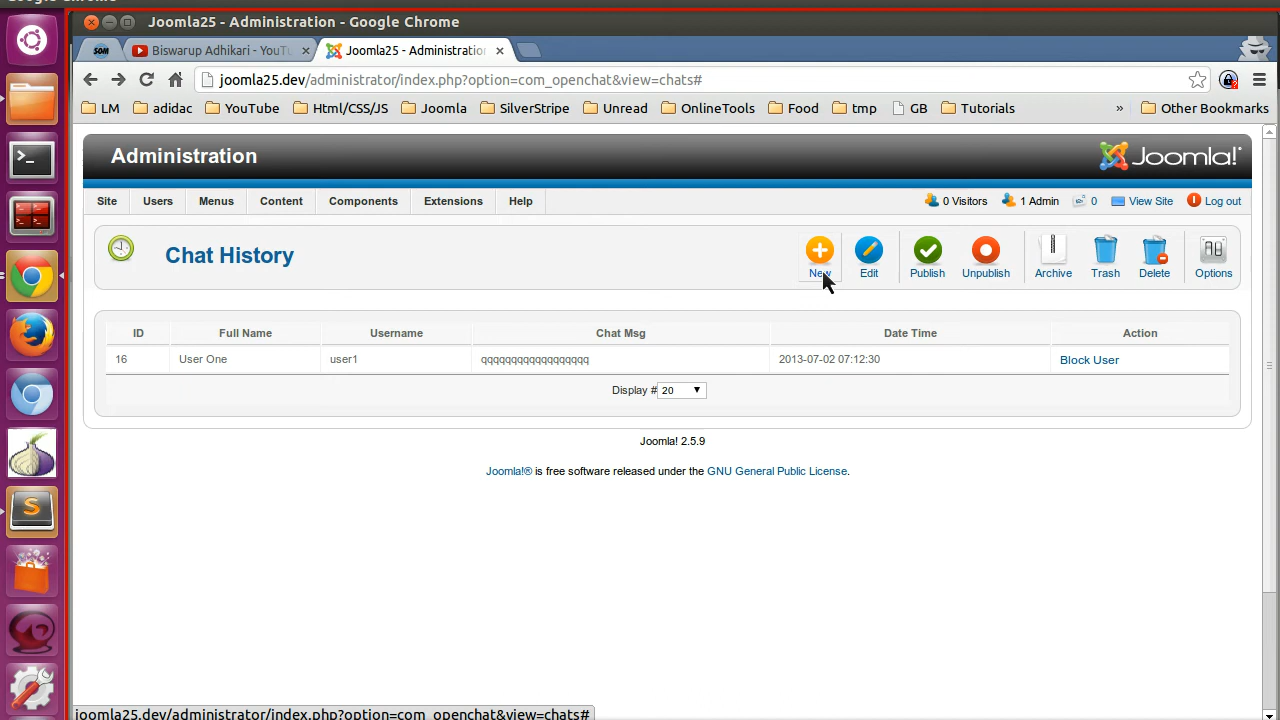 Google Chrome
Joomla25 - Administration - Google Chrome
SOM Biswarup Adhikari - YouTu Joomla25 - Administration
joomla25.dev/administrator/index.php?option=com_openchat&view=chats#
LM adidac YouTube Html/CSS/JS Joomla SilverStripe Unread OnlineTools Food tmp GB Tutorials » Other Bookmarks
Administration Joomla!
Site Users Menus Content Components Extensions Help 0 Visitors 1 Admin 0 View Site Log out
Chat History New Edit Publish Unpublish Archive Trash Delete Options
ID Full Name Username Chat Msg Date Time Action
16 User One user1 qqqqqqqqqqqqqqqqqq 2013-07-02 07:12:30 Block User
Display # 20
Joomla! 2.5.9
Joomla!® is free software released under the GNU General Public License.
joomla25.dev/administrator/index.php?option=com_openchat&view=chats#